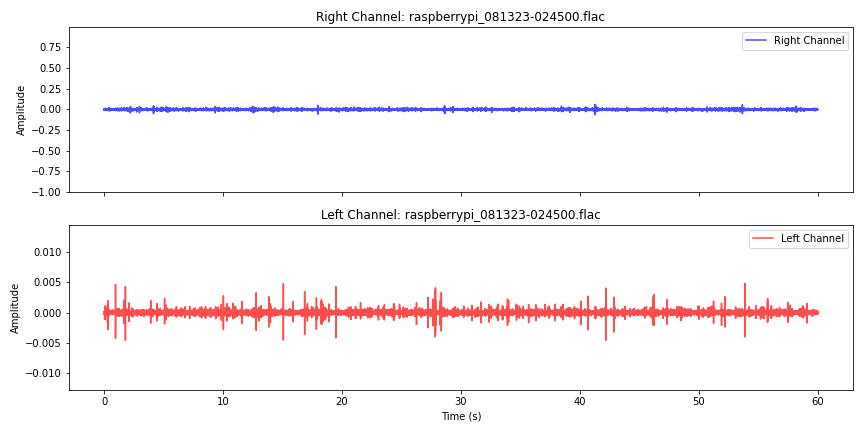 Right Channel: raspberrypi_081323-024500.flac
Right Channel
0.75
0.50
0.25
0.00
−0.25
−0.50
−0.75
−1.00
Amplitude
Left Channel: raspberrypi_081323-024500.flac
Left Channel
0.010
0.005
0.000
−0.005
−0.010
Amplitude
0 10 20 30 40 50 60
Time (s)